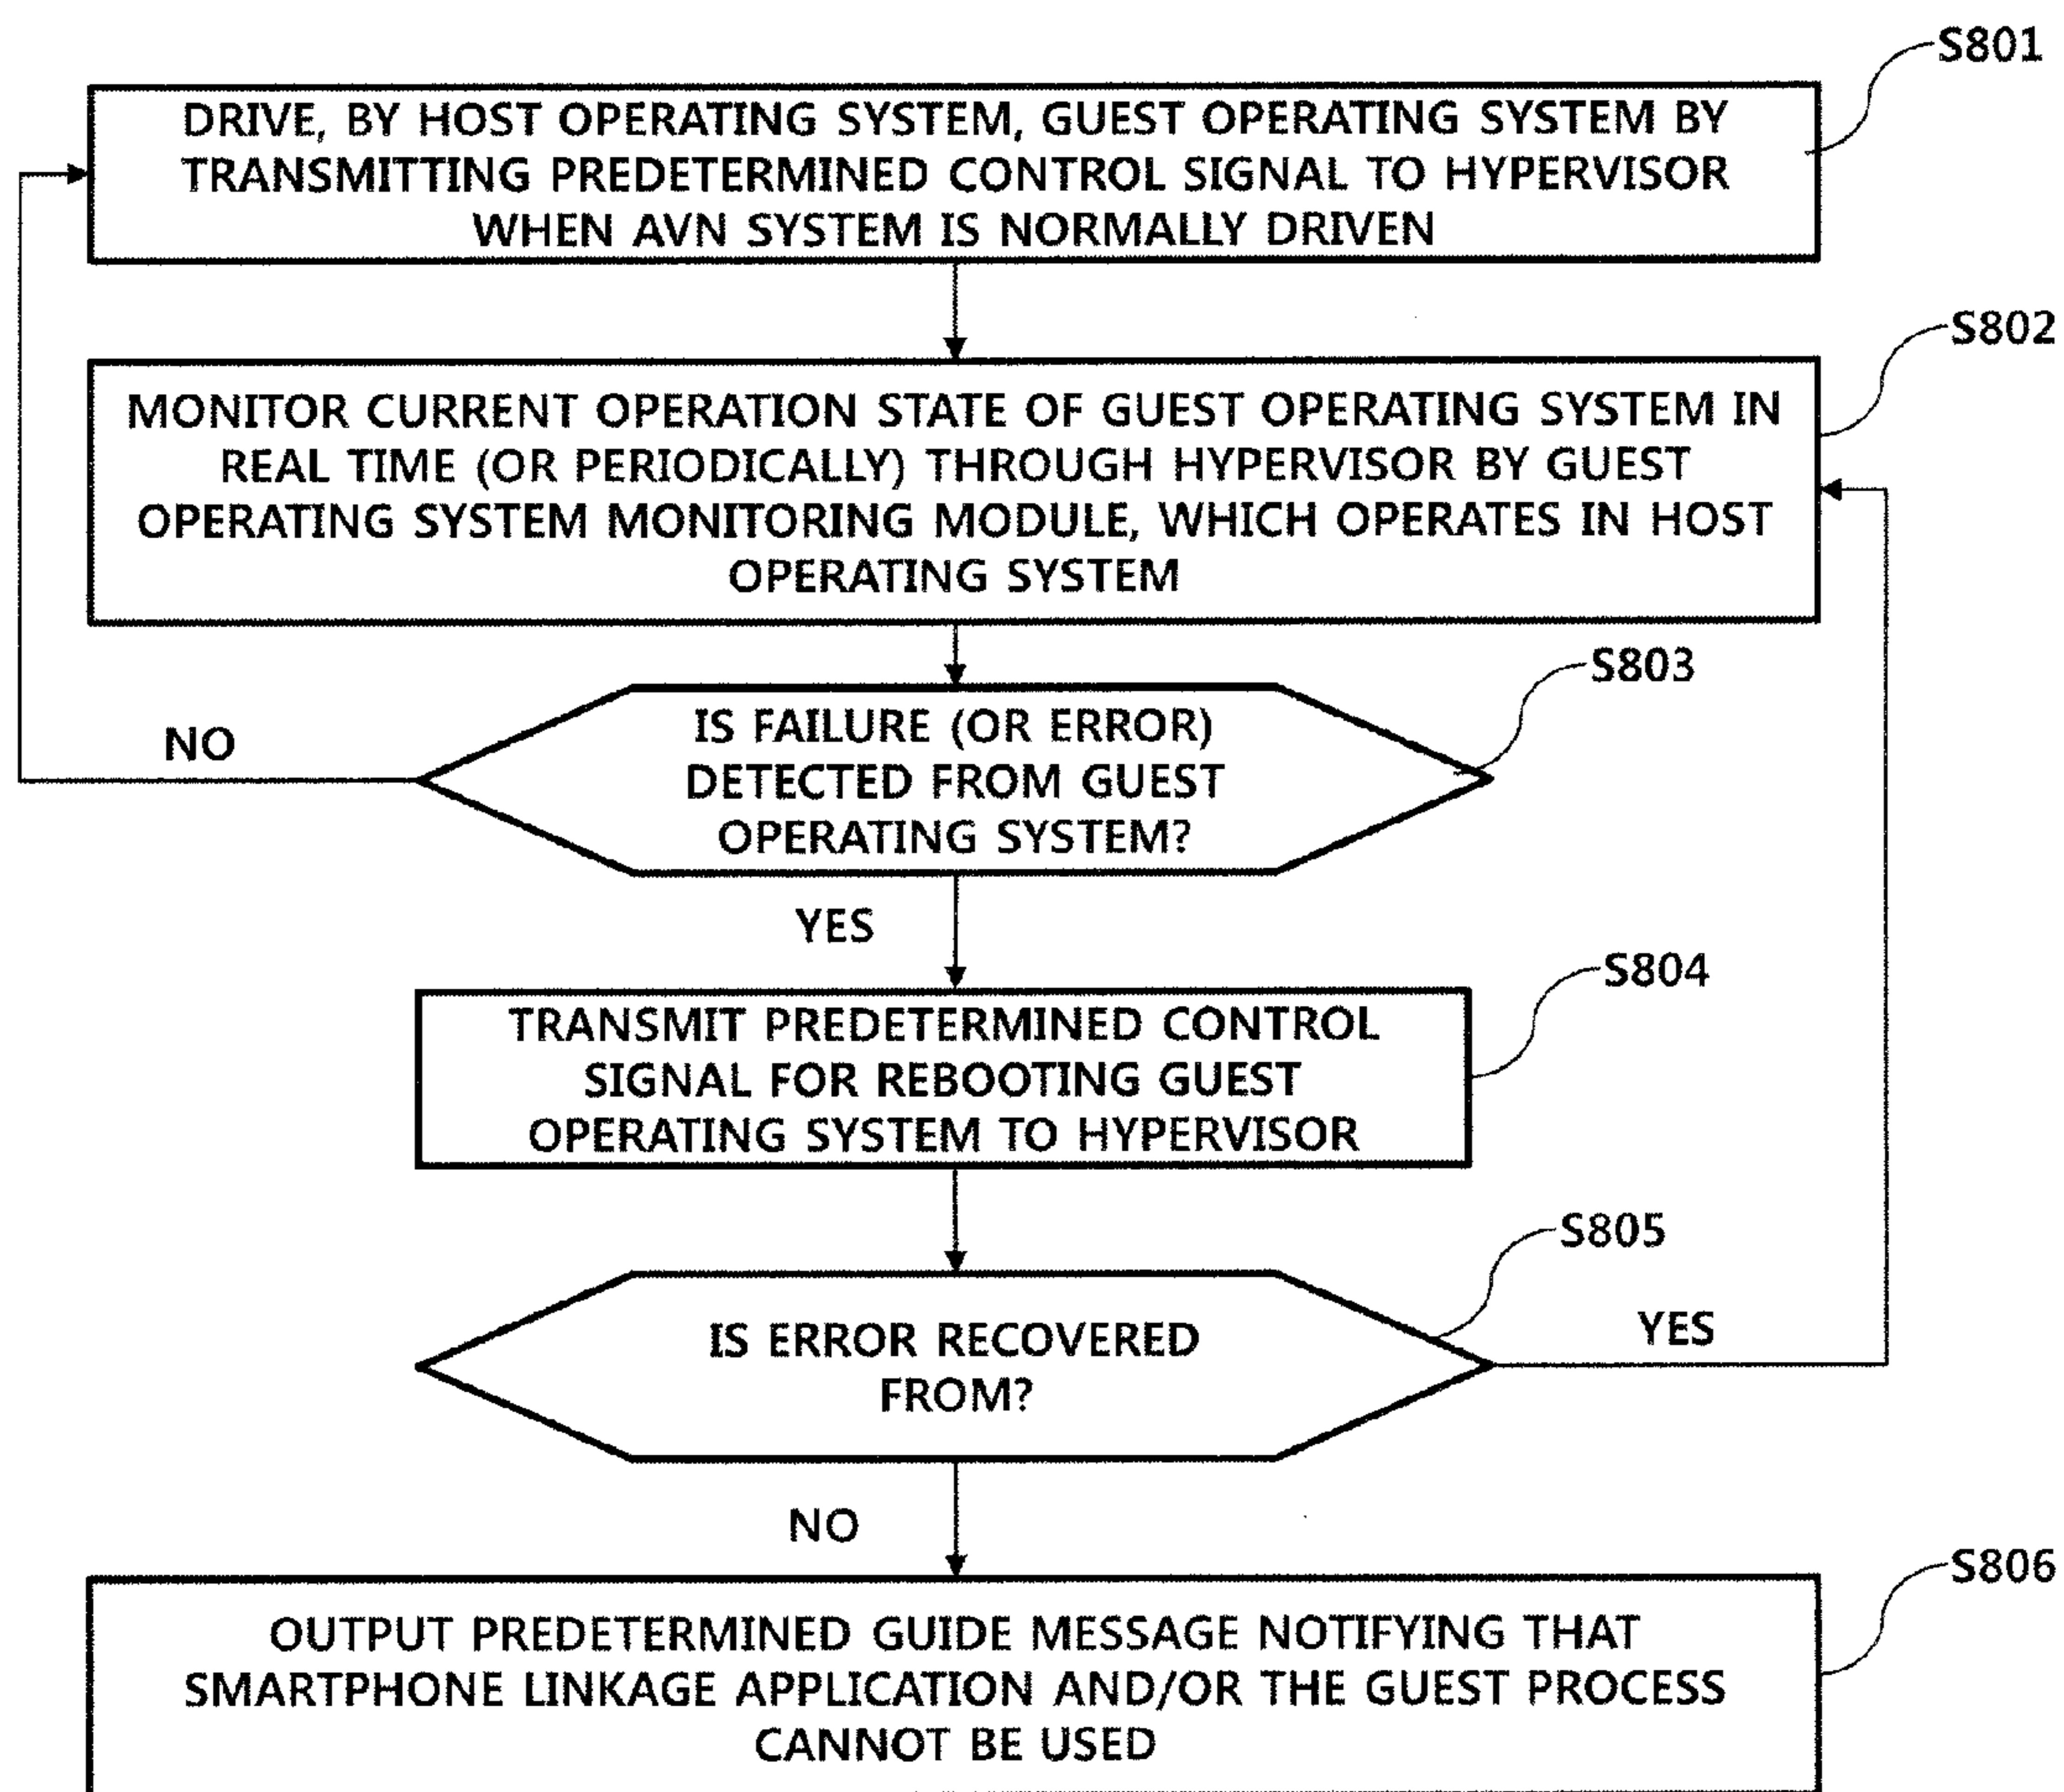 S801
DRIVE, BY HOST OPERATING SYSTEM, GUEST OPERATING SYSTEM BY
TRANSMITTING PREDETERMINED CONTROL SIGNAL TO HYPERVISOR
WHEN AVN SYSTEM IS NORMALLY DRIVEN
S802
MONITOR CURRENT OPERATION STATE OF GUEST OPERATING SYSTEM IN
REAL TIME (OR PERIODICALLY) THROUGH HYPERVISOR BY GUEST
OPERATING SYSTEM MONITORING MODULE, WHICH OPERATES IN HOST
OPERATING SYSTEM
S803
IS FAILURE (OR ERROR)
DETECTED FROM GUEST
OPERATING SYSTEM?
NO
YES
S804
TRANSMIT PREDETERMINED CONTROL
SIGNAL FOR REBOOTING GUEST
OPERATING SYSTEM TO HYPERVISOR
S805
IS ERROR RECOVERED
FROM?
YES
NO
S806
OUTPUT PREDETERMINED GUIDE MESSAGE NOTIFYING THAT
SMARTPHONE LINKAGE APPLICATION AND/OR THE GUEST PROCESS
CANNOT BE USED